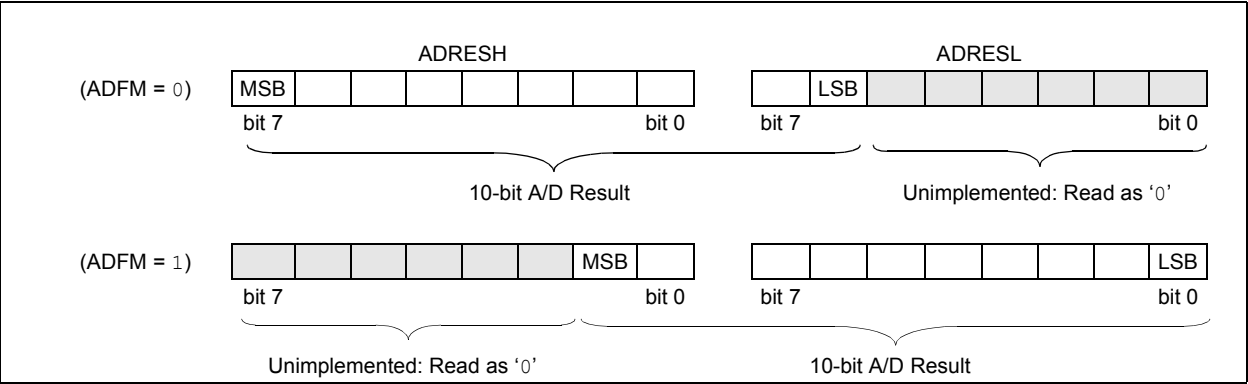 ADRESH ADRESL
(ADFM = 0) MSB LSB
bit 7 bit 0 bit 7 bit 0
10-bit A/D Result Unimplemented: Read as ‘0’
(ADFM = 1) MSB LSB
bit 7 bit 0 bit 7 bit 0
Unimplemented: Read as ‘0’ 10-bit A/D Result